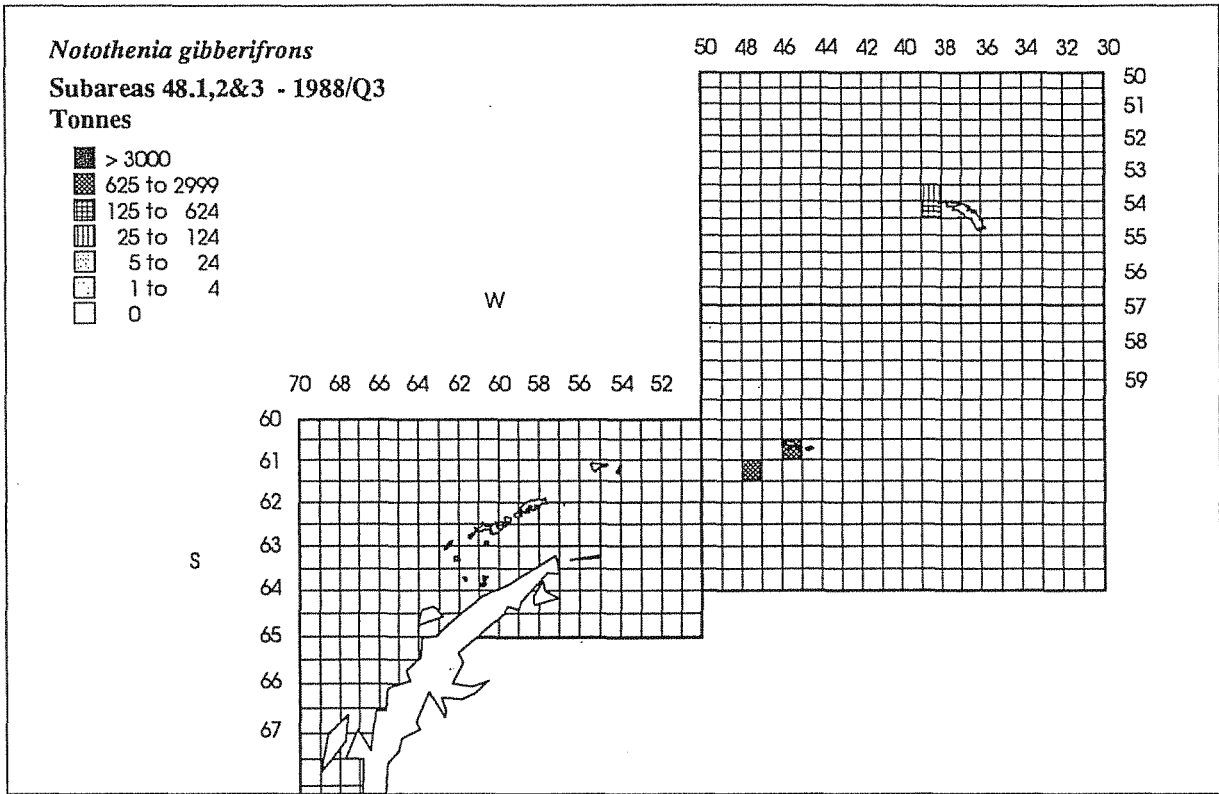 Notothenia gibberifrons
Subareas 48.1,2&3 - 1988/Q3
Tonnes
> 3000
625 to 2999
125 to 624
25 to 124
5 to 24
1 to 4
0
50 48 46 44 42 40 38 36 34 32 30
50
51
52
53
54
55
56
57
58
59
W
70 68 66 64 62 60 58 56 54 52
60
61
62
63
64
65
66
67
S